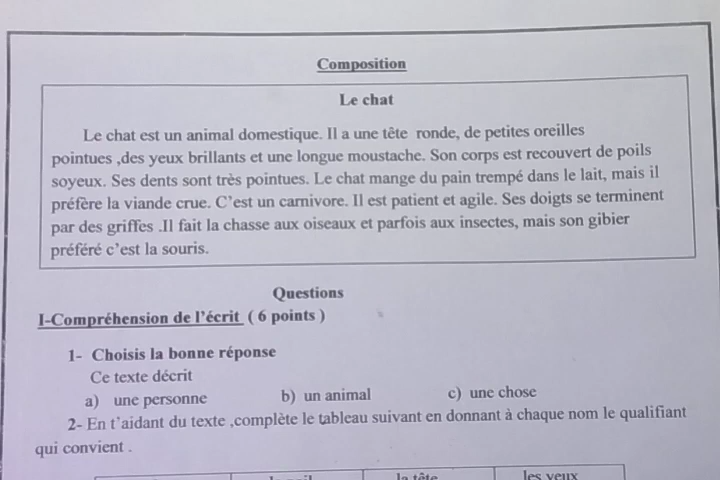 Composition
Le chat
Le chat est un animal domestique. Il a une tête ronde, de petites oreilles
pointues ,des yeux brillants et une longue moustache. Son corps est recouvert de poils
soyeux. Ses dents sont très pointues. Le chat mange du pain trempé dans le lait, mais il
préfère la viande crue. C'est un carnivore. Il est patient et agile. Ses doigts se terminent
par des griffes .Il fait la chasse aux oiseaux et parfois aux insectes, mais son gibier
préféré c'est la souris.
Questions
I-Compréhension de l'écrit ( 6 points )
1- Choisis la bonne réponse
Ce texte décrit
a) une personne b) un animal c) une chose
2- En t'aidant du texte ,complète le tableau suivant en donnant à chaque nom le qualifiant
qui convient .
la tête les yeux